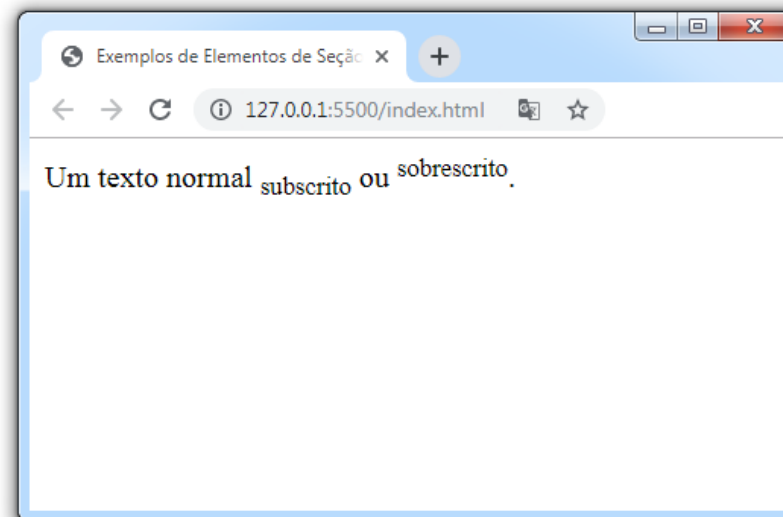 Exemplos de Elementos de Seçã
127.0.0.1:5500/index.html
Um texto normal subscrito ou sobrescrito.